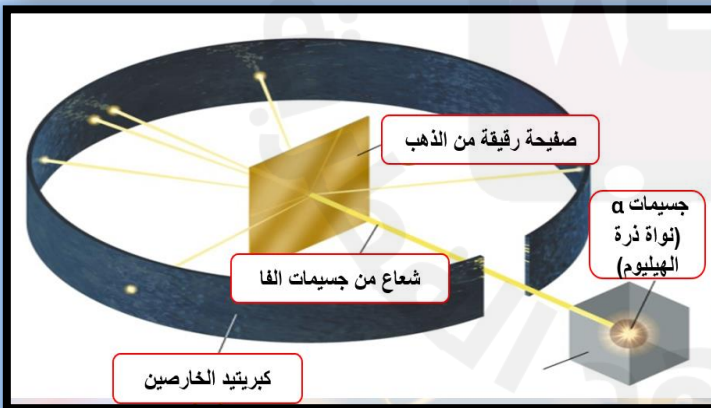 صفيحة رقيقة من الذهب
جسيمات α
(نواة ذرة
الهيليوم)
شعاع من جسيمات الفا
كبريتيد الخارصين